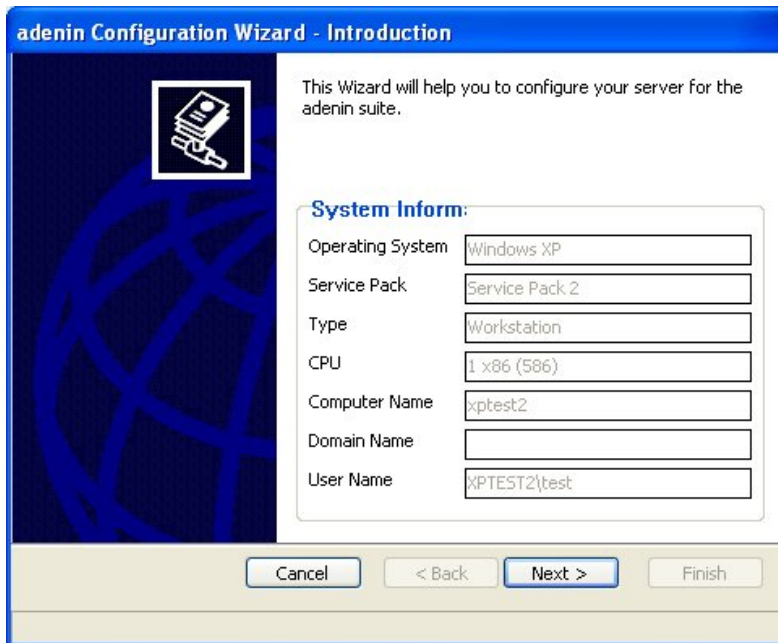 adenin Configuration Wizard - Introduction
This Wizard will help you to configure your server for the
adenin suite.
System Inform:
Operating System Windows XP
Service Pack Service Pack 2
Type Workstation
CPU 1 x86 (586)
Computer Name xptest2
Domain Name
User Name XPTEST2\test
Cancel < Back Next > Finish